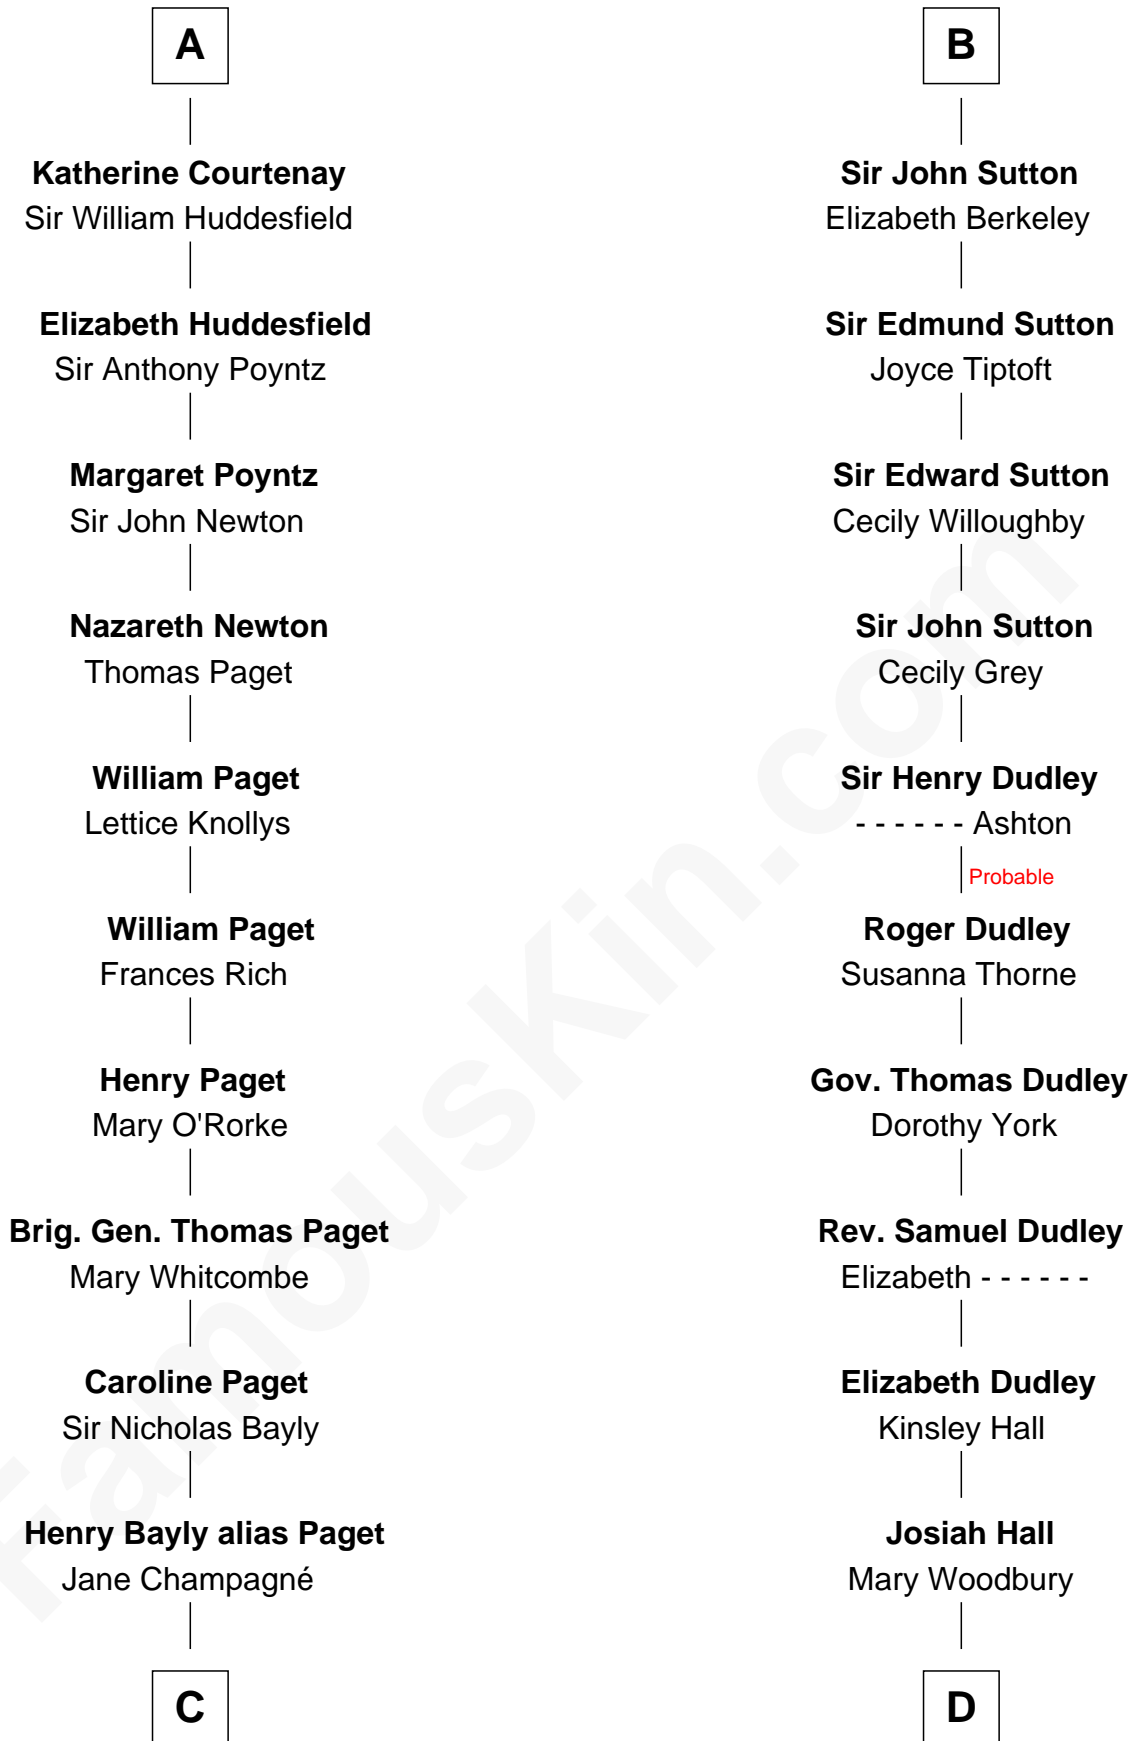 A
Katherine Courtenay
Sir William Huddesfield
Elizabeth Huddesfield
Sir Anthony Poyntz
Margaret Poyntz
Sir John Newton
Nazareth Newton
Thomas Paget
William Paget
Lettice Knollys
William Paget
Frances Rich
Henry Paget
Mary O'Rorke
Brig. Gen. Thomas Paget
Mary Whitcombe
Caroline Paget
Sir Nicholas Bayly
Henry Bayly alias Paget
Jane Champagné
C
B
Sir John Sutton
Elizabeth Berkeley
Sir Edmund Sutton
Joyce Tiptoft
Sir Edward Sutton
Cecily Willoughby
Sir John Sutton
Cecily Grey
Sir Henry Dudley
- - - - - - Ashton
Probable
Roger Dudley
Susanna Thorne
Gov. Thomas Dudley
Dorothy York
Rev. Samuel Dudley
Elizabeth - - - - - -
Elizabeth Dudley
Kinsley Hall
Josiah Hall
Mary Woodbury
D
FamousKin.com